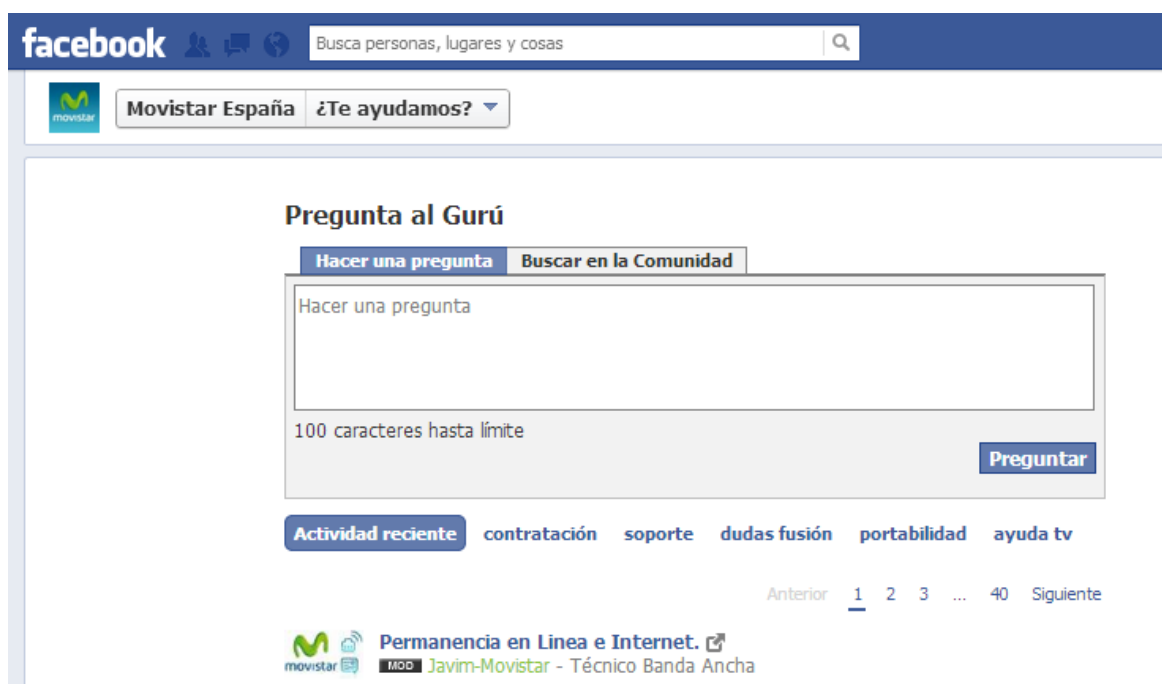 facebook Busca personas, lugares y cosas
movistar Movistar España ¿Te ayudamos?
Pregunta al Gurú
Hacer una pregunta Buscar en la Comunidad
Hacer una pregunta
100 caracteres hasta límite
Preguntar
Actividad reciente contratación soporte dudas fusión portabilidad ayuda tv
Anterior 1 2 3 ... 40 Siguiente
movistar Permanencia en Linea e Internet.
MOD Javim-Movistar - Técnico Banda Ancha